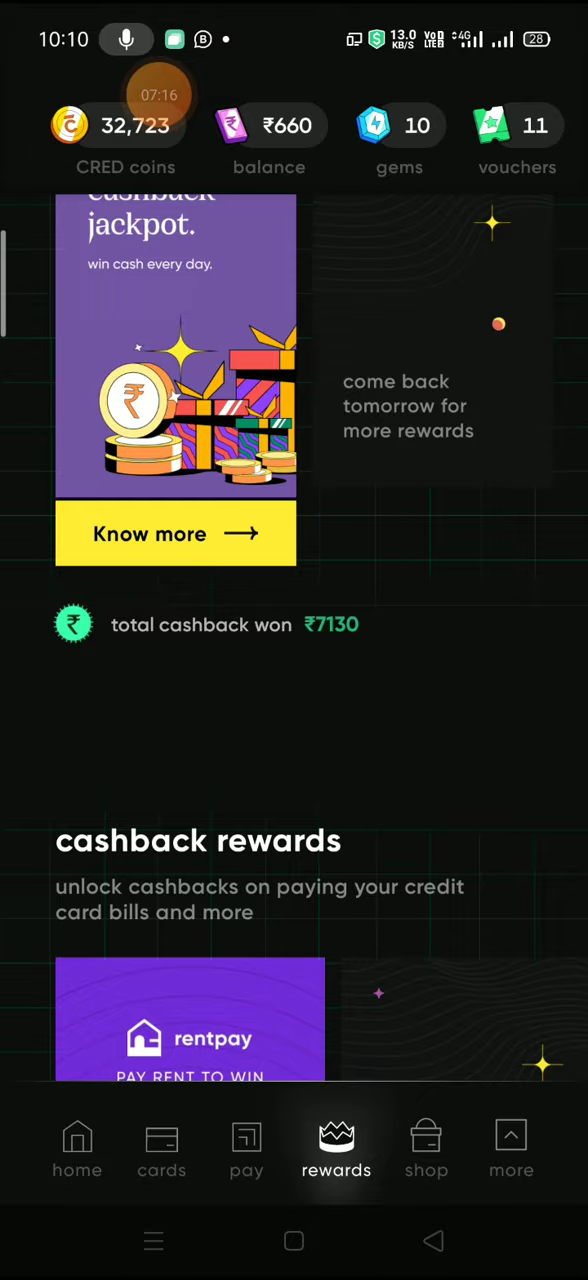 10:10
13.0
KB/S
4G
28
07:16
32,723
₹660
10
11
CRED coins
balance
gems
vouchers
cashback
jackpot.
win cash every day.
come back
tomorrow for
more rewards
Know more
total cashback won ₹7130
cashback rewards
unlock cashbacks on paying your credit
card bills and more
rentpay
PAY RENT TO WIN
home
cards
pay
rewards
shop
more